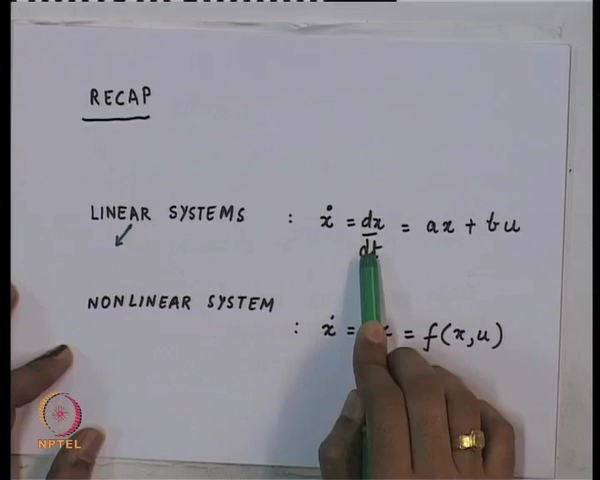 RECAP
LINEAR SYSTEMS : ẋ = dx/dt = ax + bu
NONLINEAR SYSTEM
: ẋ = = f(x,u)
NPTEL